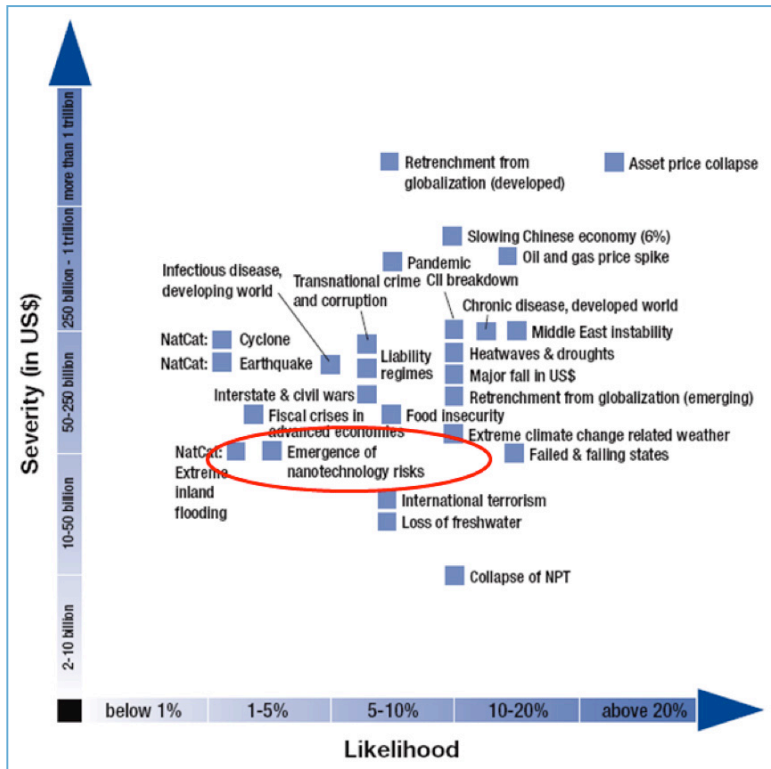 Retrenchment from
globalization (developed)
Asset price collapse
Slowing Chinese economy (6%)
Oil and gas price spike
Pandemic
Infectious disease,
developing world
Transnational crime
and corruption
CII breakdown
Chronic disease, developed world
NatCat: Cyclone
Middle East instability
NatCat: Earthquake
Liability
regimes
Heatwaves & droughts
Major fall in US$
Interstate & civil wars
Retrenchment from globalization (emerging)
Fiscal crises in
advanced economies
Food insecurity
Extreme climate change related weather
NatCat:
Extreme
inland
flooding
Emergence of
nanotechnology risks
Failed & failing states
International terrorism
Loss of freshwater
Collapse of NPT
Severity (in US$)
more than 1 trillion
250 billion - 1 trillion
50-250 billion
10-50 billion
2-10 billion
below 1% 1-5% 5-10% 10-20% above 20%
Likelihood